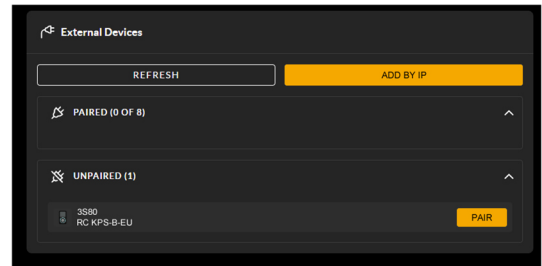 External Devices
REFRESH
ADD BY IP
PAIRED (0 OF 8)
UNPAIRED (1)
3S80
RC KPS-B-EU
PAIR